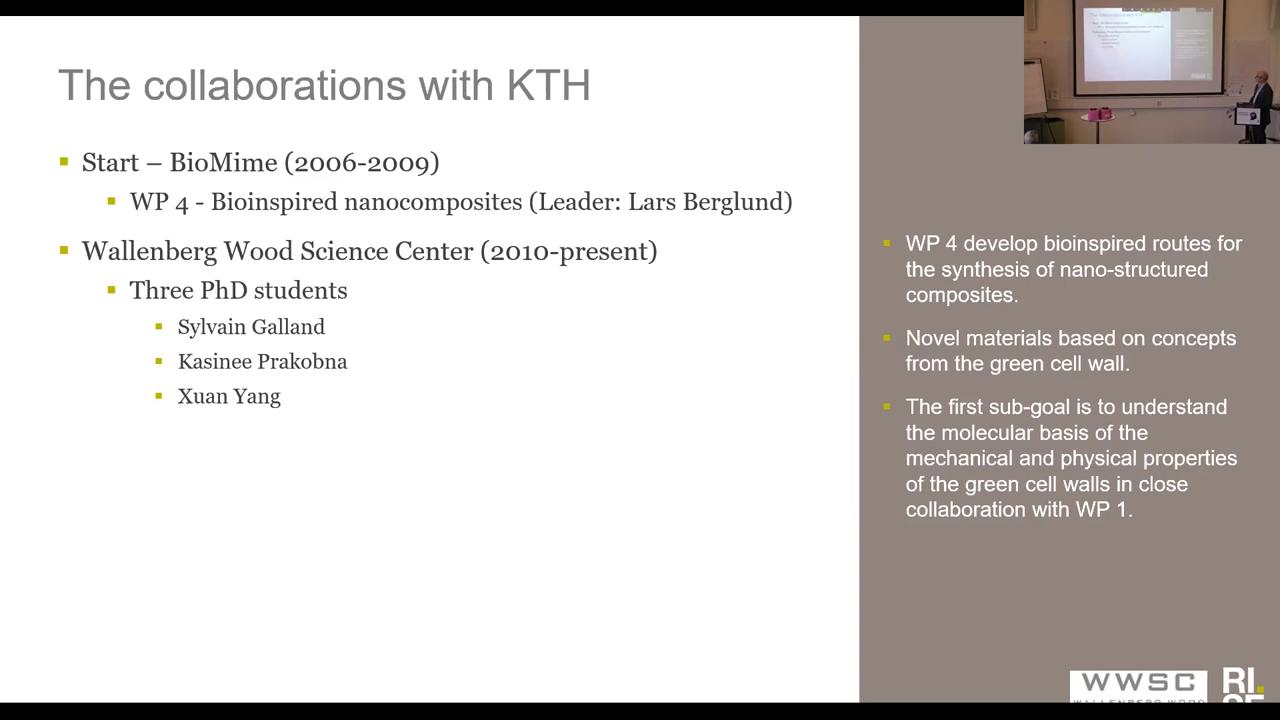 The collaborations with KTH
Start – BioMime (2006-2009)
WP 4 - Bioinspired nanocomposites (Leader: Lars Berglund)
Wallenberg Wood Science Center (2010-present)
Three PhD students
Sylvain Galland
Kasinee Prakobna
Xuan Yang
WP 4 develop bioinspired routes for
the synthesis of nano-structured
composites.
Novel materials based on concepts
from the green cell wall.
The first sub-goal is to understand
the molecular basis of the
mechanical and physical properties
of the green cell walls in close
collaboration with WP 1.
WWSC
WALLENBERG WOOD
RI.
SE